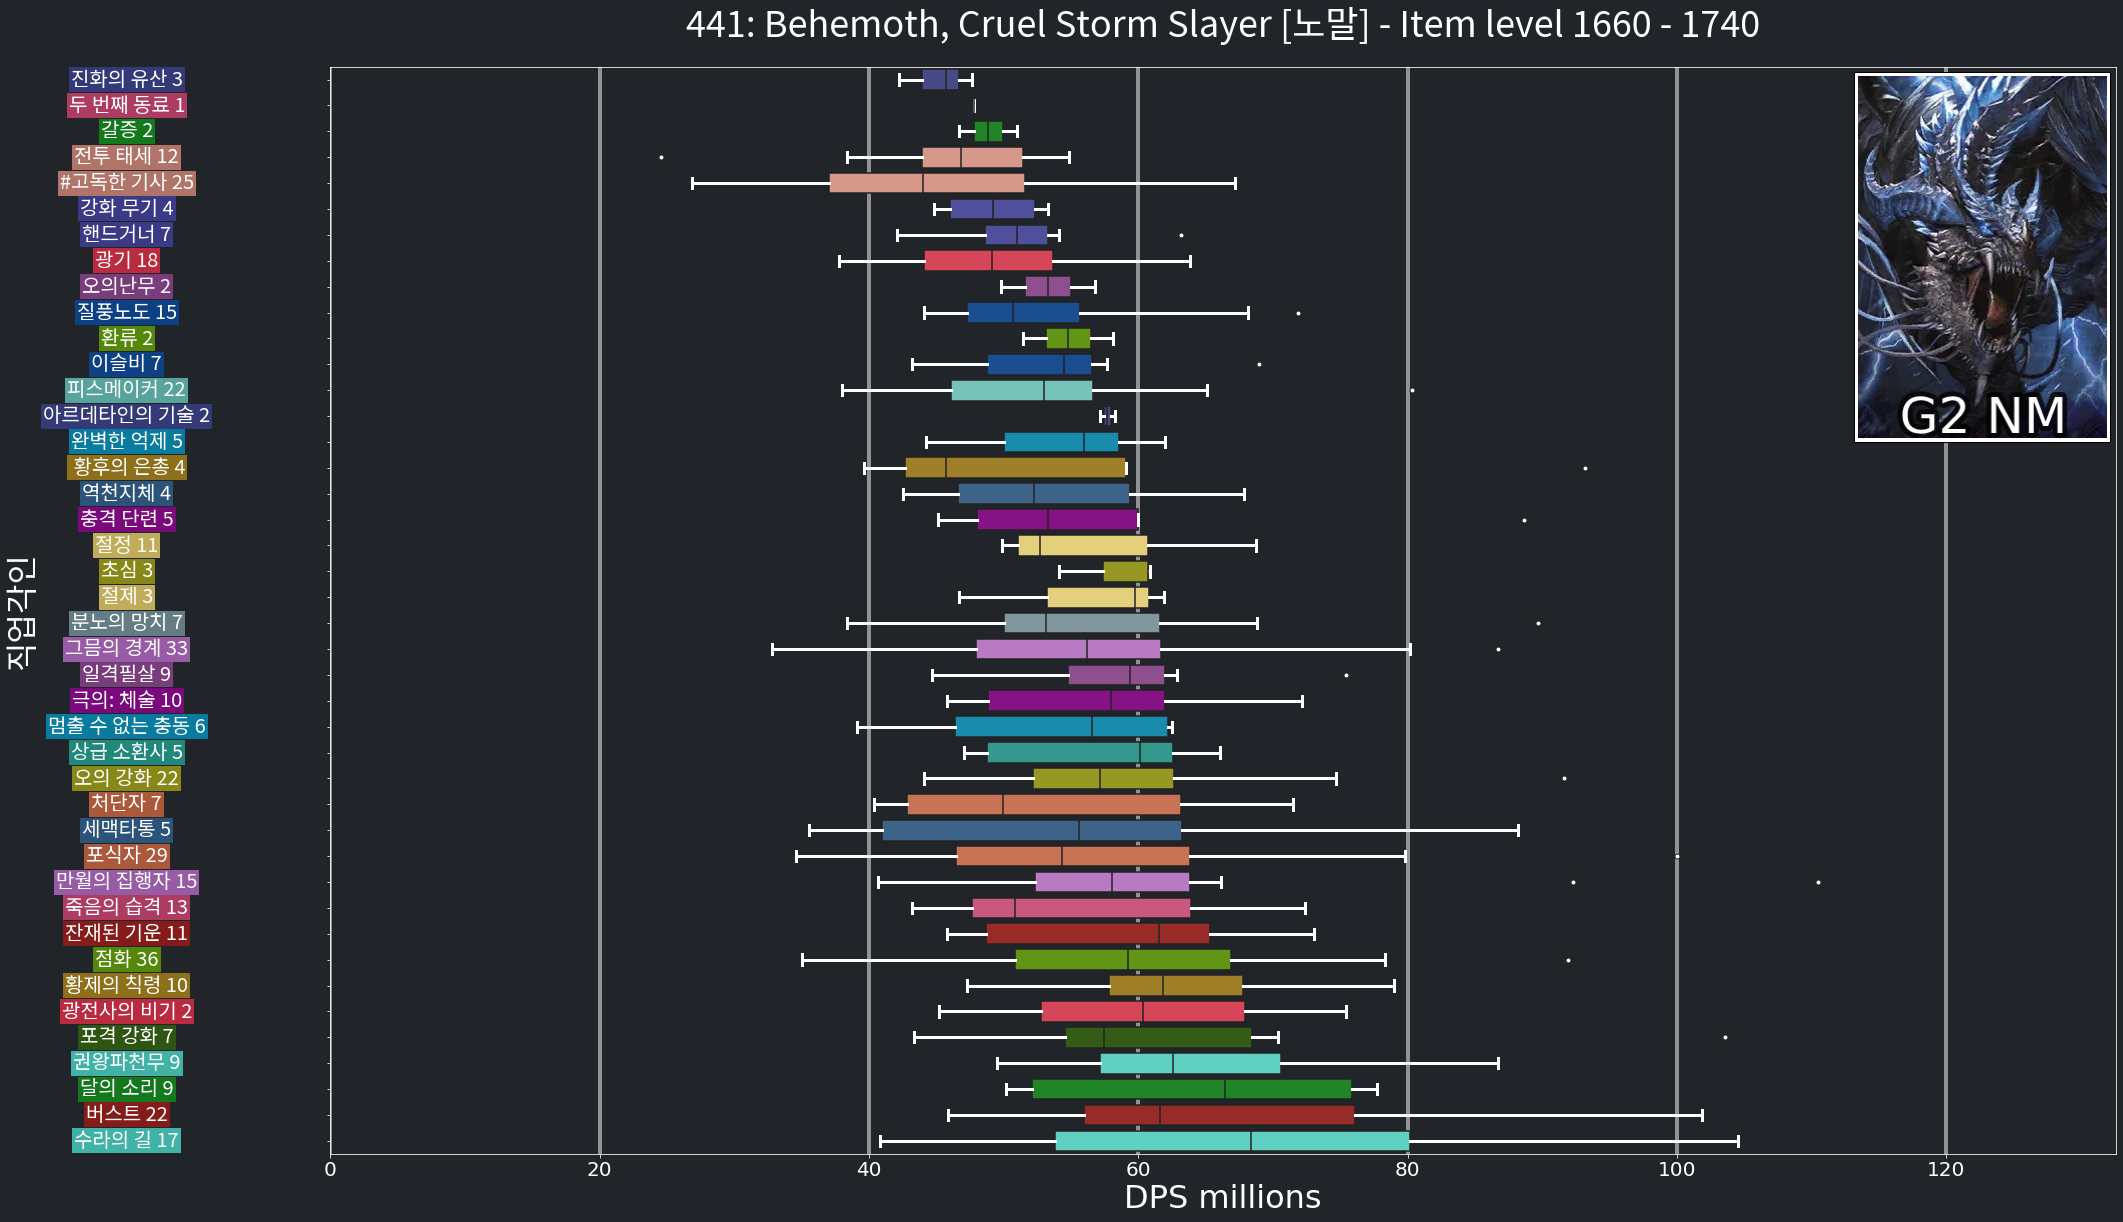 441: Behemoth, Cruel Storm Slayer [노말] - Item level 1660 - 1740
진화의 유산 3
두 번째 동료 1
갈증 2
전투 태세 12
#고독한 기사 25
강화 무기 4
핸드거너 7
광기 18
오의난무 2
질풍노도 15
환류 2
이슬비 7
피스메이커 22
아르데타인의 기술 2
완벽한 억제 5
황후의 은총 4
역천지체 4
충격 단련 5
절정 11
초심 3
절제 3
분노의 망치 7
그믐의 경계 33
일격필살 9
극의: 체술 10
멈출 수 없는 충동 6
상급 소환사 5
오의 강화 22
처단자 7
세맥타통 5
포식자 29
만월의 집행자 15
죽음의 습격 13
잔재된 기운 11
점화 36
황제의 칙령 10
광전사의 비기 2
포격 강화 7
권왕파천무 9
달의 소리 9
버스트 22
수라의 길 17
직업각인
G2 NM
0 20 40 60 80 100 120
DPS millions